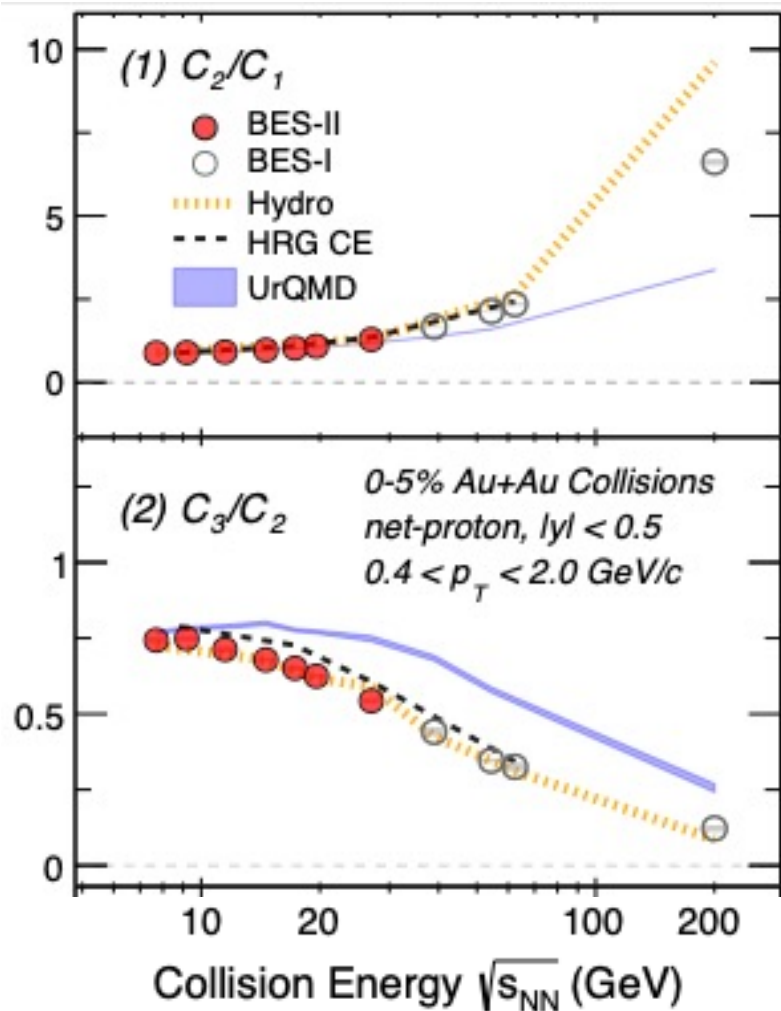 10
(1) C₂/C₁
BES-II
BES-I
Hydro
HRG CE
UrQMD
5
0
(2) C₃/C₂
0-5% Au+Au Collisions
net-proton, |y| < 0.5
0.4 < p_T < 2.0 GeV/c
1
0.5
0
10 20 100 200
Collision Energy √s_NN (GeV)